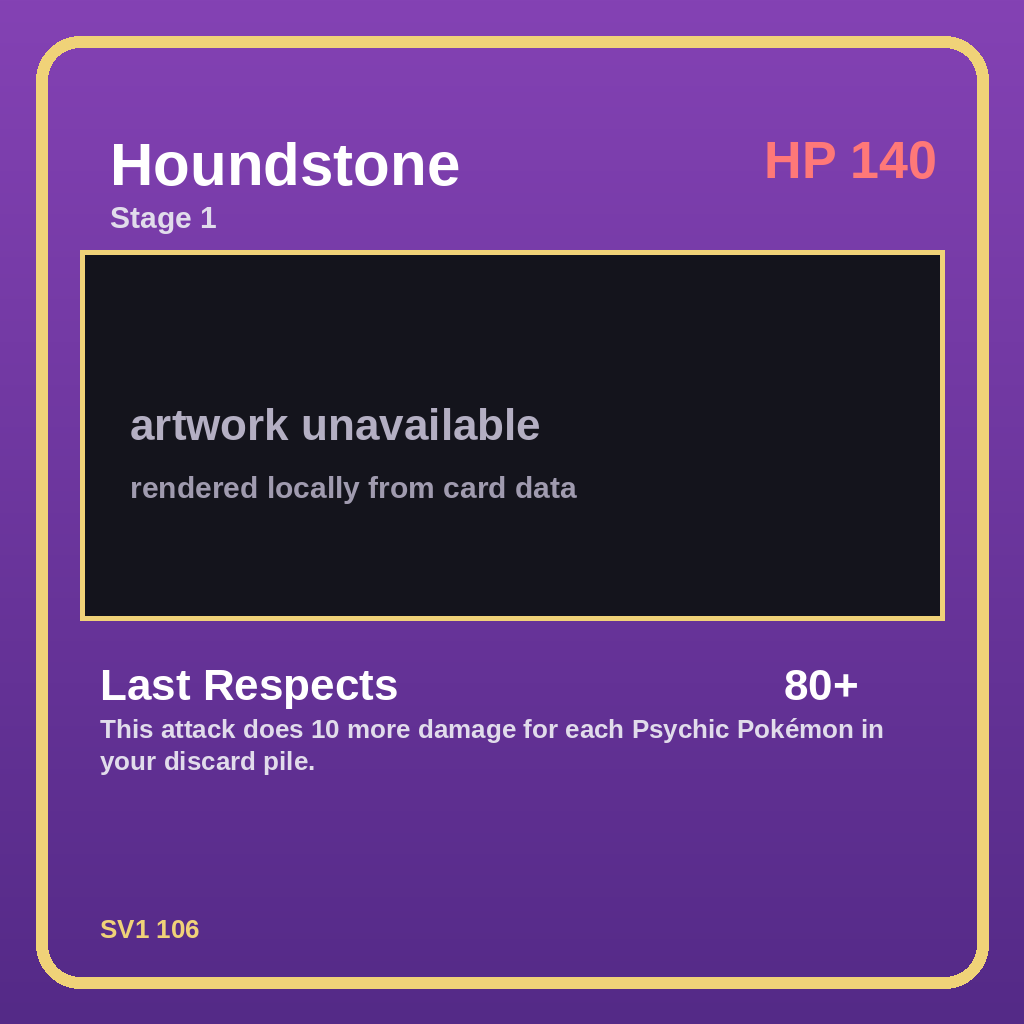 Houndstone
HP 140
Stage 1
artwork unavailable
rendered locally from card data
Last Respects
80+
This attack does 10 more damage for each Psychic Pokémon in
your discard pile.
SV1 106